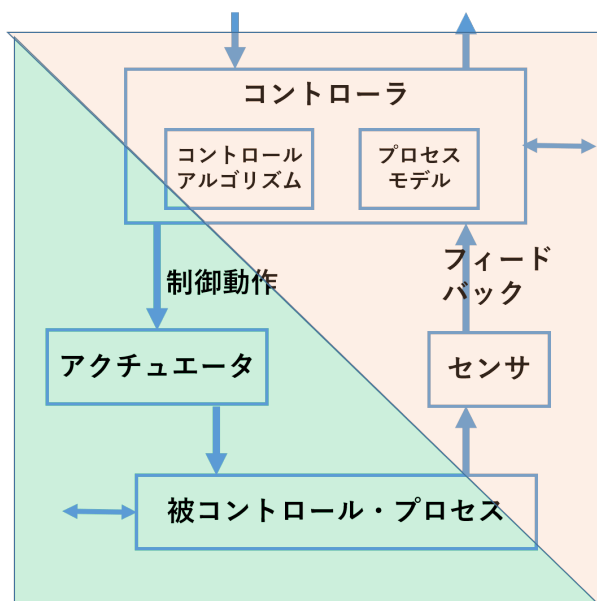 コントローラ
コントロール
アルゴリズム
プロセス
モデル
制御動作
フィード
バック
アクチュエータ
センサ
被コントロール・プロセス